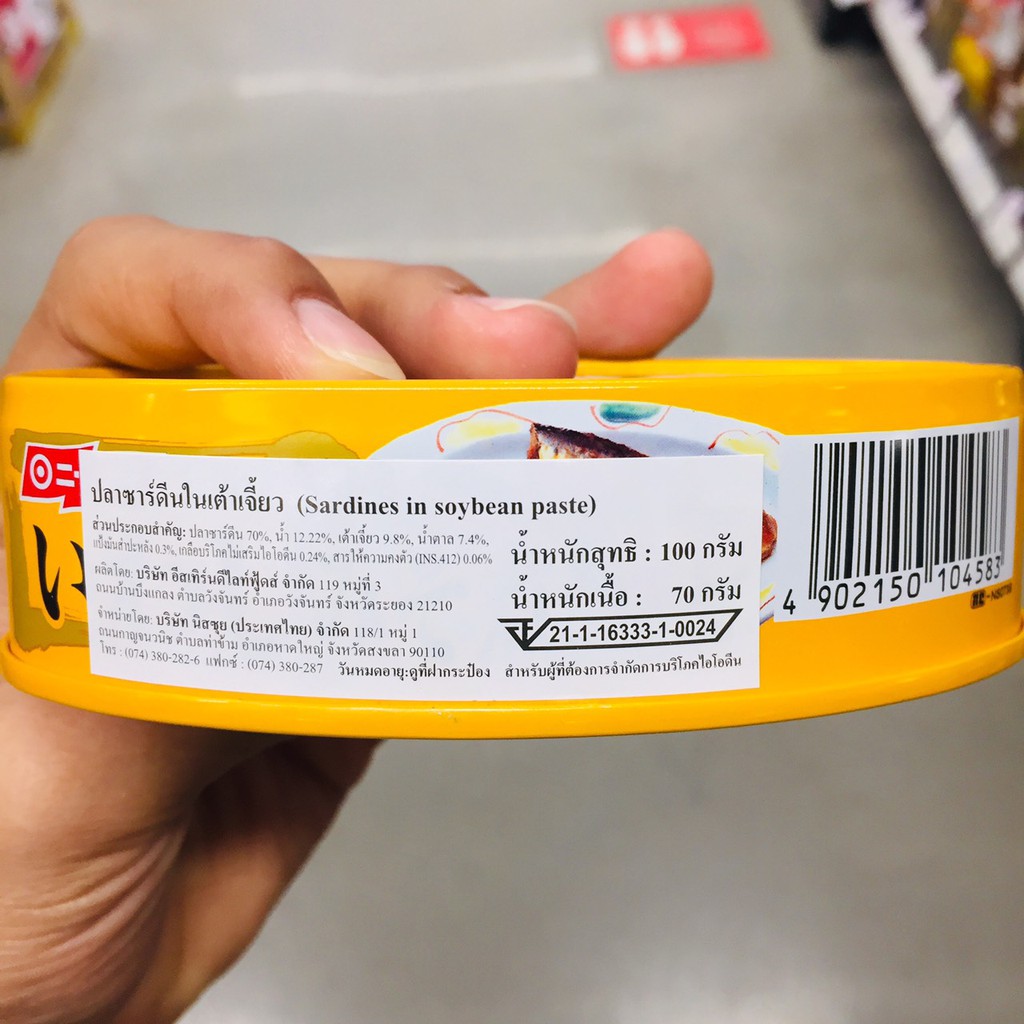 ปลาซาร์ดีนในเต้าเจี้ยว (Sardines in soybean paste)
ส่วนประกอบสำคัญ: ปลาซาร์ดีน 70%, น้ำ 12.22%, เต้าเจี้ยว 9.8%, น้ำตาล 7.4%,
แป้งมันสำปะหลัง 0.3%, เกลือบริโภคไม่เสริมไอโอดีน 0.24%, สารให้ความคงตัว (INS.412) 0.06%
ผลิตโดย: บริษัท อีสเทิร์นดีไลท์ฟู้ดส์ จำกัด 119 หมู่ที่ 3
ถนนบ้านบึงแกลง ตำบลวังจันทร์ อำเภอวังจันทร์ จังหวัดระยอง 21210
จำหน่ายโดย: บริษัท นิสซุย (ประเทศไทย) จำกัด 118/1 หมู่ 1
ถนนกาญจนวนิช ตำบลท่าข้าม อำเภอหาดใหญ่ จังหวัดสงขลา 90110
โทร : (074) 380-282-6 แฟกซ์ : (074) 380-287 วันหมดอายุ:ดูที่ฝากระป๋อง สำหรับผู้ที่ต้องการจำกัดการบริโภคไอโอดีน
น้ำหนักสุทธิ : 100 กรัม
น้ำหนักเนื้อ : 70 กรัม
21-1-16333-1-0024
4 902150 104583